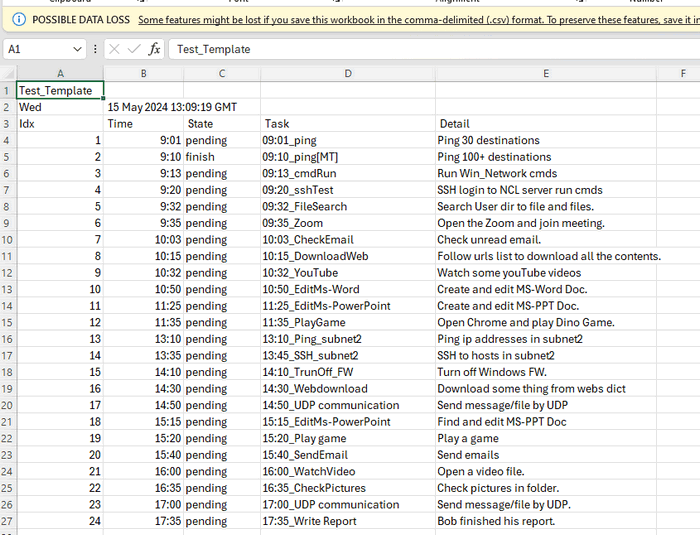 POSSIBLE DATA LOSS Some features might be lost if you save this workbook in the comma-delimited (.csv) format. To preserve these features, save it in
A1 fx Test_Template
A B C D E F
1 Test_Template
2 Wed 15 May 2024 13:09:19 GMT
3 Idx Time State Task Detail
4 1 9:01 pending 09:01_ping Ping 30 destinations
5 2 9:10 finish 09:10_ping[MT] Ping 100+ destinations
6 3 9:13 pending 09:13_cmdRun Run Win_Network cmds
7 4 9:20 pending 09:20_sshTest SSH login to NCL server run cmds
8 5 9:32 pending 09:32_FileSearch Search User dir to file and files.
9 6 9:35 pending 09:35_Zoom Open the Zoom and join meeting.
10 7 10:03 pending 10:03_CheckEmail Check unread email.
11 8 10:15 pending 10:15_DownloadWeb Follow urls list to download all the contents.
12 9 10:32 pending 10:32_YouTube Watch some youTube videos
13 10 10:50 pending 10:50_EditMs-Word Create and edit MS-Word Doc.
14 11 11:25 pending 11:25_EditMs-PowerPoint Create and edit MS-PPT Doc.
15 12 11:35 pending 11:35_PlayGame Open Chrome and play Dino Game.
16 13 13:10 pending 13:10_Ping_subnet2 Ping ip addresses in subnet2
17 14 13:35 pending 13:45_SSH_subnet2 SSH to hosts in subnet2
18 15 14:10 pending 14:10_TrunOff_FW Turn off Windows FW.
19 16 14:30 pending 14:30_Webdownload Download some thing from webs dict
20 17 14:50 pending 14:50_UDP communication Send message/file by UDP
21 18 15:15 pending 15:15_EditMs-PowerPoint Find and edit MS-PPT Doc
22 19 15:20 pending 15:20_Play game Play a game
23 20 15:40 pending 15:40_SendEmail Send emails
24 21 16:00 pending 16:00_WatchVideo Open a video file.
25 22 16:35 pending 16:35_CheckPictures Check pictures in folder.
26 23 17:00 pending 17:00_UDP communication Send message/file by UDP.
27 24 17:35 pending 17:35_Write Report Bob finished his report.